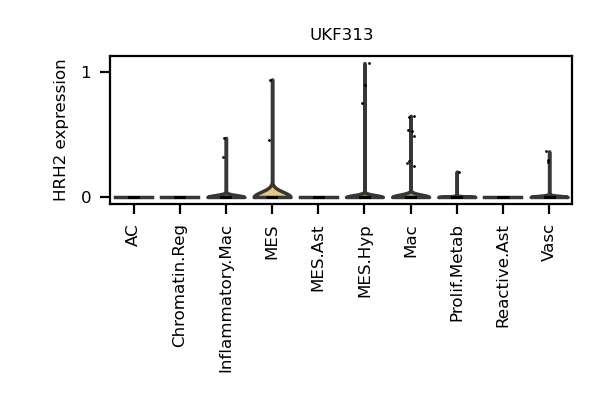 UKF313
HRH2 expression
1
0
AC
Chromatin.Reg
Inflammatory.Mac
MES
MES.Ast
MES.Hyp
Mac
Prolif.Metab
Reactive.Ast
Vasc